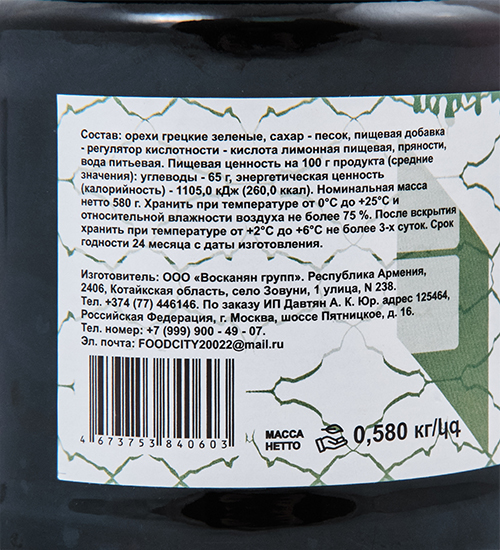 Состав: орехи грецкие зеленые, сахар - песок, пищевая добавка
- регулятор кислотности - кислота лимонная пищевая, пряности,
вода питьевая. Пищевая ценность на 100 г продукта (средние
значения): углеводы - 65 г, энергетическая ценность
(калорийность) - 1105,0 кДж (260,0 ккал). Номинальная масса
нетто 580 г. Хранить при температуре от 0°С до +25°С и
относительной влажности воздуха не более 75 %. После вскрытия
хранить при температуре от +2°С до +6°С не более 3-х суток. Срок
годности 24 месяца с даты изготовления.
Изготовитель: ООО «Восканян групп». Республика Армения,
2406, Котайкская область, село Зовуни, 1 улица, N 238.
Тел. +374 (77) 446146. По заказу ИП Давтян А. К. Юр. адрес 125464,
Российская Федерация, г. Москва, шоссе Пятницкое, д. 16.
Тел. номер: +7 (999) 900 - 49 - 07.
Эл. почта: FOODCITY20022@mail.ru
МАССА
НЕТТО
0,580 кг/կգ
4673753840603